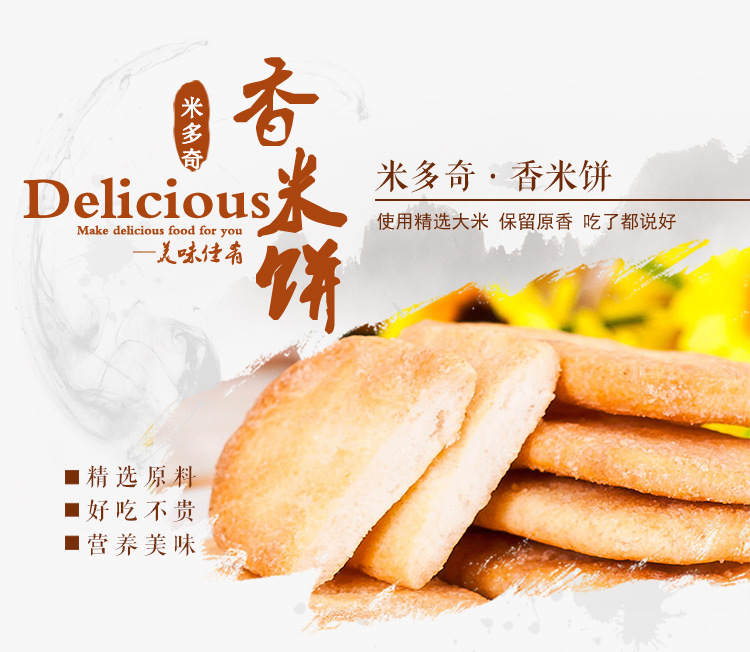 米多奇
香米饼
Delicious
Make delicious food for you
—美味佳肴
米多奇·香米饼
使用精选大米 保留原香 吃了都说好
■精选原料
■好吃不贵
■营养美味